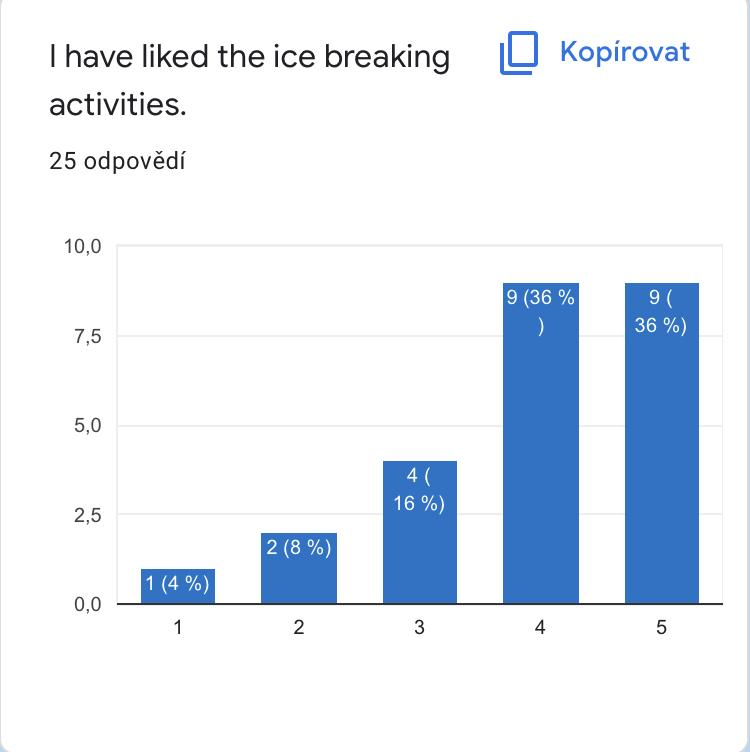 I have liked the ice breaking
activities.
Kopírovat
25 odpovědí
10,0
7,5
5,0
2,5
0,0
1 (4 %)
2 (8 %)
4 (
16 %)
9 (36 %
)
9 (
36 %)
1
2
3
4
5